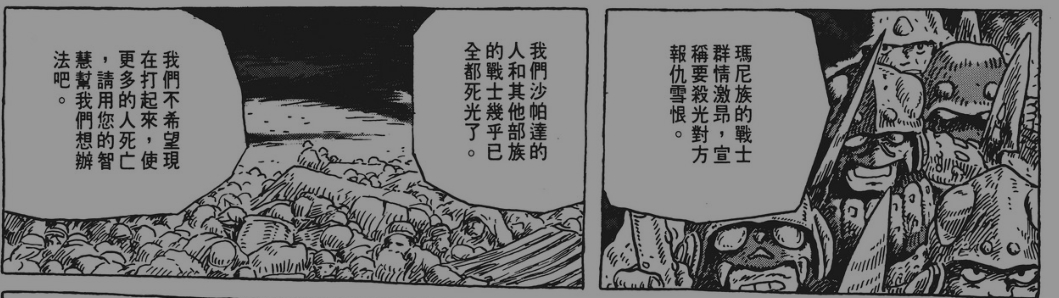 瑪尼族的戰士
群情激昂，宣
稱要殺光對方
報仇雪恨。
我們沙帕達的
人和其他部族
的戰士幾乎已
全都死光了。
我們不希望現
在打起來，使
更多的人死亡
，請用您的智
慧幫我們想辦
法吧。